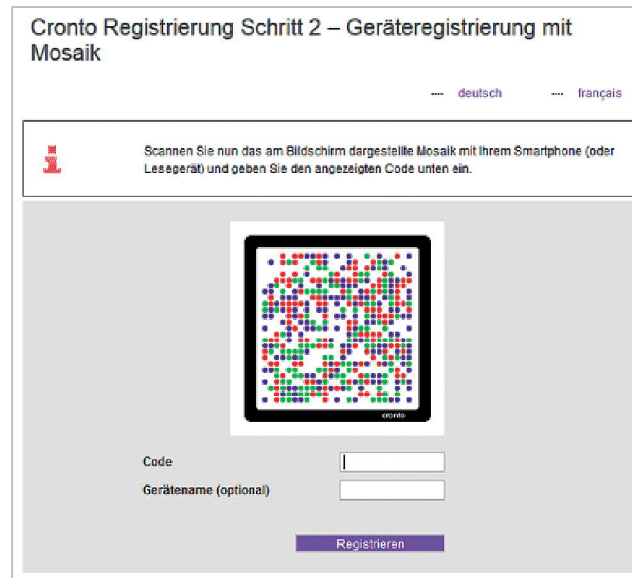 Cronto Registrierung Schritt 2 – Geräteregistrierung mit
Mosaik
deutsch français
Scannen Sie nun das am Bildschirm dargestellte Mosaik mit Ihrem Smartphone (oder
Lesegerät) und geben Sie den angezeigten Code unten ein.
cronto
Code
Gerätename (optional)
Registrieren